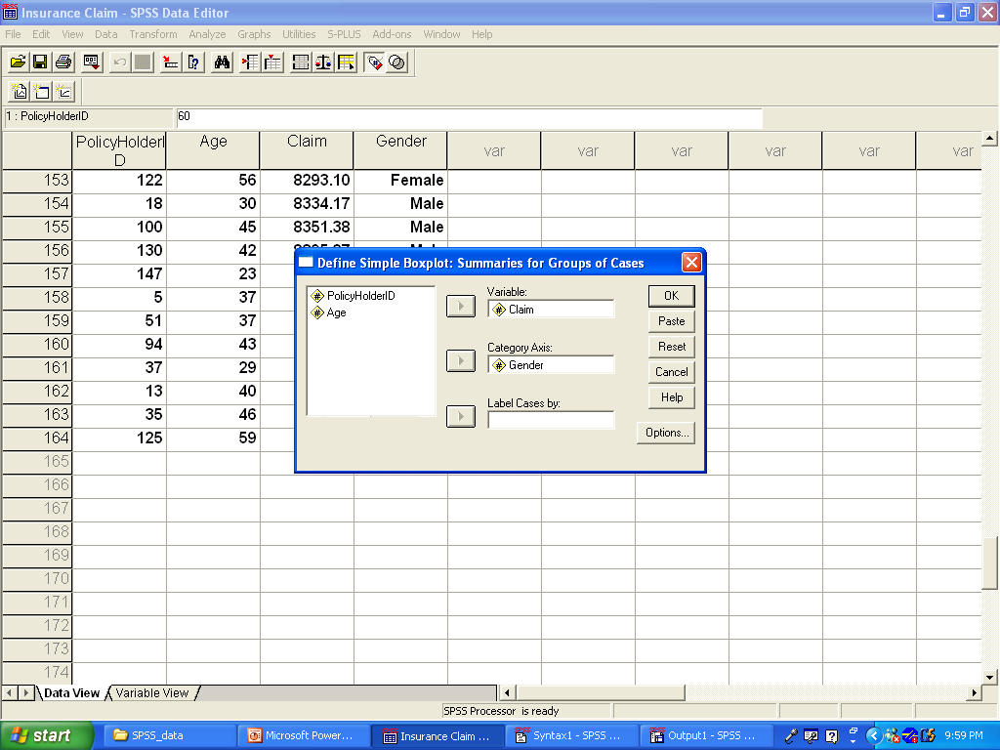 Insurance Claim - SPSS Data Editor
File Edit View Data Transform Analyze Graphs Utilities S-PLUS Add-ons Window Help
1 : PolicyHolderID 60
PolicyHolderI
D
Age Claim Gender var var var var var var
153 122 56 8293.10 Female
154 18 30 8334.17 Male
155 100 45 8351.38 Male
156 130 42
157 147 23
158 5 37
159 51 37
160 94 43
161 37 29
162 13 40
163 35 46
164 125 59
165
166
167
168
169
170
171
172
173
174
Define Simple Boxplot: Summaries for Groups of Cases
PolicyHolderID
Age
Variable:
Claim
Category Axis:
Gender
Label Cases by:
OK
Paste
Reset
Cancel
Help
Options...
Data View Variable View
SPSS Processor is ready
start SPSS_data Microsoft Power... Insurance Claim ... Syntax1 - SPSS ... Output1 - SPSS ... 9:59 PM